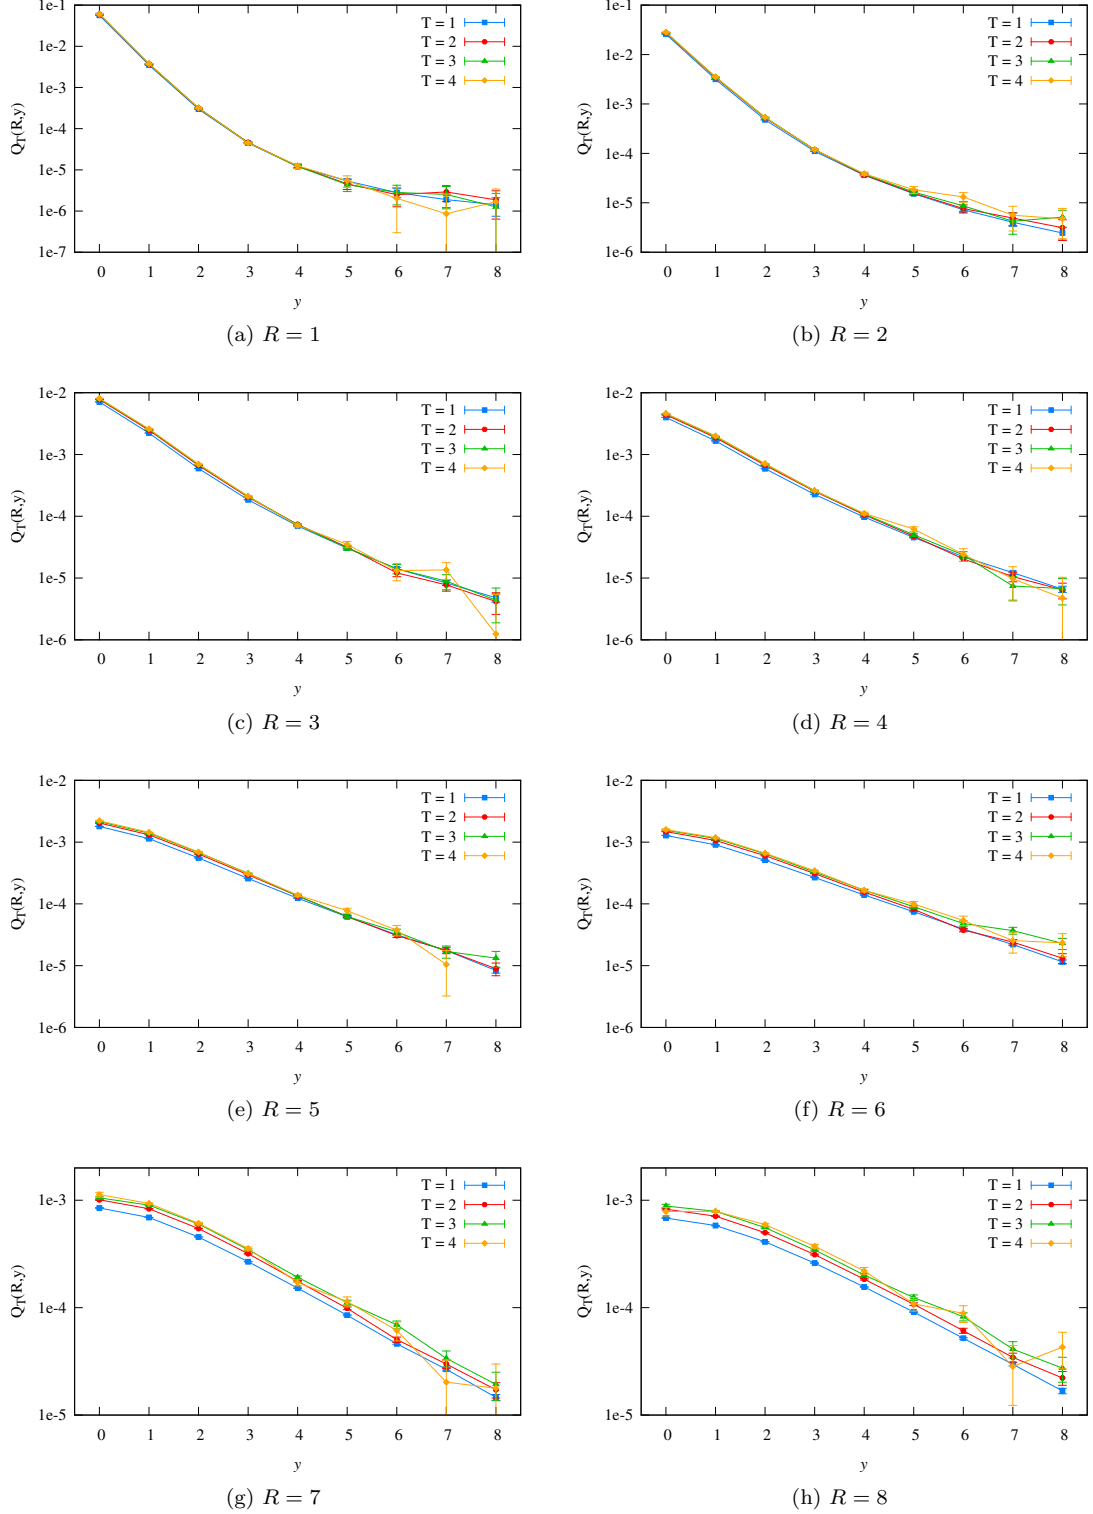 1e-1
1e-2
1e-3
1e-4
1e-5
1e-6
1e-7
Q_T(R,y)
T = 1
T = 2
T = 3
T = 4
0 1 2 3 4 5 6 7 8
y
(a) R = 1
1e-1
1e-2
1e-3
1e-4
1e-5
1e-6
Q_T(R,y)
T = 1
T = 2
T = 3
T = 4
0 1 2 3 4 5 6 7 8
y
(b) R = 2
1e-2
1e-3
1e-4
1e-5
1e-6
Q_T(R,y)
T = 1
T = 2
T = 3
T = 4
0 1 2 3 4 5 6 7 8
y
(c) R = 3
1e-2
1e-3
1e-4
1e-5
1e-6
Q_T(R,y)
T = 1
T = 2
T = 3
T = 4
0 1 2 3 4 5 6 7 8
y
(d) R = 4
1e-2
1e-3
1e-4
1e-5
1e-6
Q_T(R,y)
T = 1
T = 2
T = 3
T = 4
0 1 2 3 4 5 6 7 8
y
(e) R = 5
1e-2
1e-3
1e-4
1e-5
1e-6
Q_T(R,y)
T = 1
T = 2
T = 3
T = 4
0 1 2 3 4 5 6 7 8
y
(f) R = 6
1e-3
1e-4
1e-5
Q_T(R,y)
T = 1
T = 2
T = 3
T = 4
0 1 2 3 4 5 6 7 8
y
(g) R = 7
1e-3
1e-4
1e-5
Q_T(R,y)
T = 1
T = 2
T = 3
T = 4
0 1 2 3 4 5 6 7 8
y
(h) R = 8